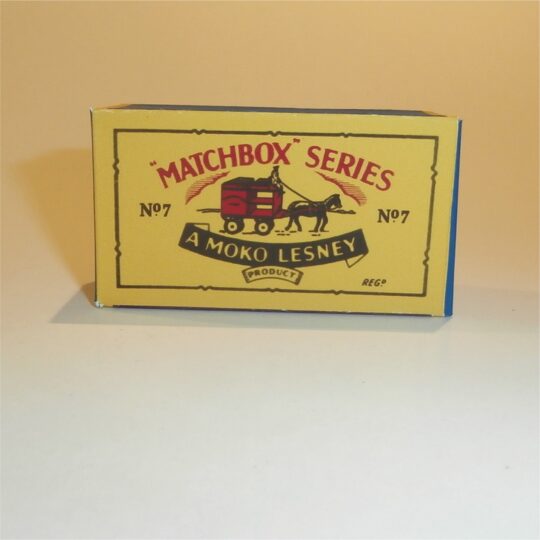 "MATCHBOX" SERIES
Nº7
Nº7
A MOKO LESNEY
PRODUCT
REGD